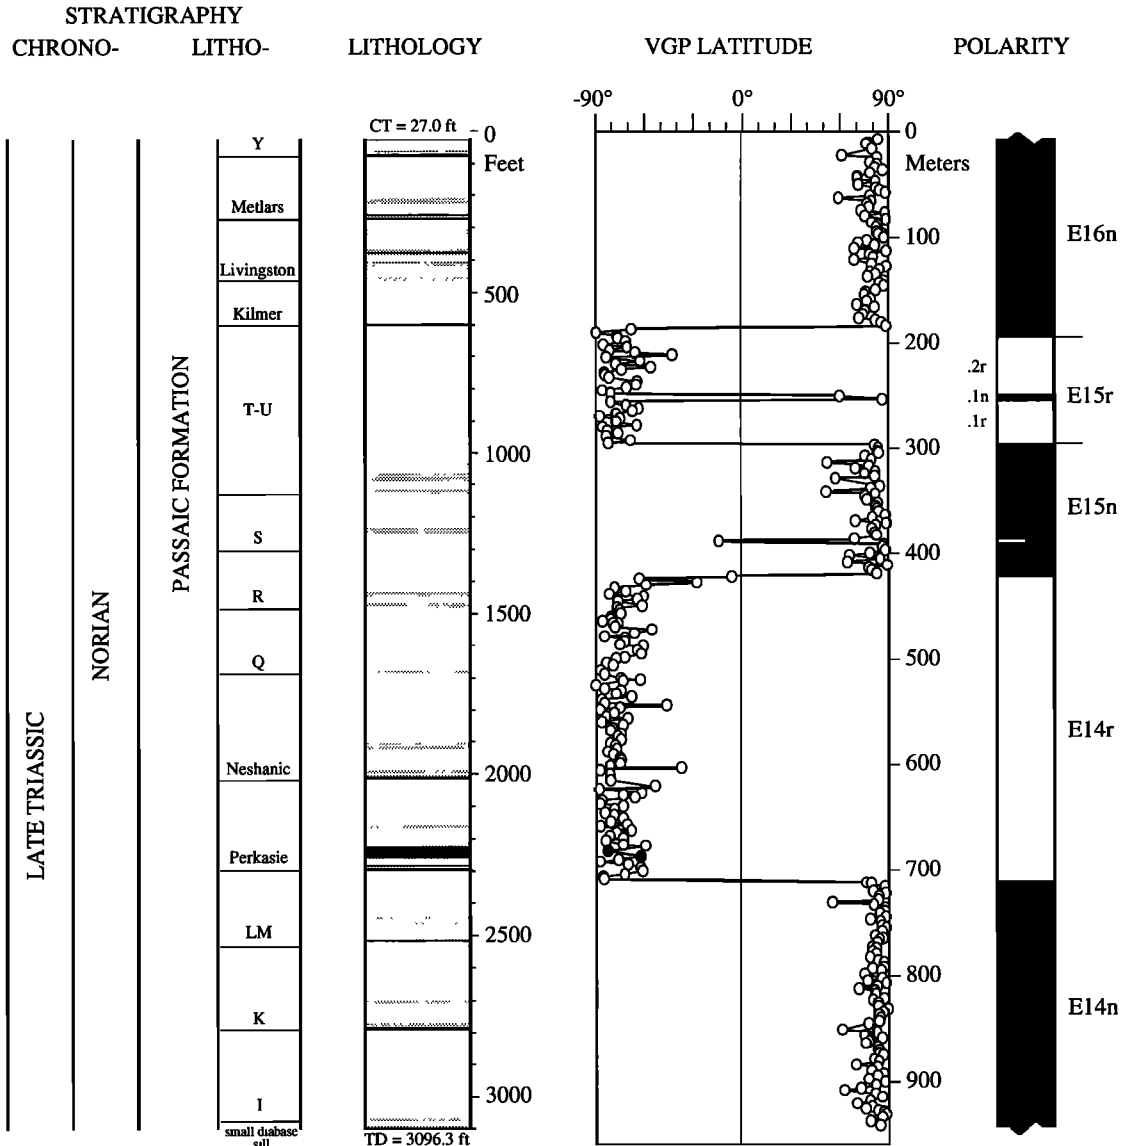 STRATIGRAPHY
CHRONO- LITHO- LITHOLOGY VGP LATITUDE POLARITY
-90° 0° 90°
CT = 27.0 ft
0
Feet
500
1000
1500
2000
2500
3000
TD = 3096.3 ft
0
Meters
100
200
300
400
500
600
700
800
900
LATE TRIASSIC
NORIAN
PASSAIC FORMATION
Y
Metlars
Livingston
Kilmer
T-U
S
R
Q
Neshanic
Perkasie
LM
K
I
small diabase
sill
E16n
.2r
.1n
.1r
E15r
E15n
E14r
E14n